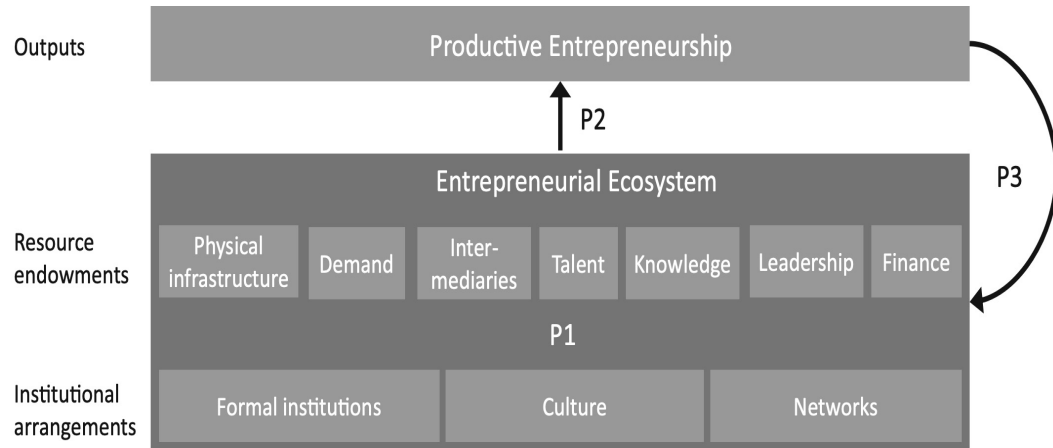 Outputs
Productive Entrepreneurship
P2
P3
Entrepreneurial Ecosystem
Resource
endowments
Physical
infrastructure
Demand
Inter-
mediaries
Talent
Knowledge
Leadership
Finance
P1
Institutional
arrangements
Formal institutions
Culture
Networks